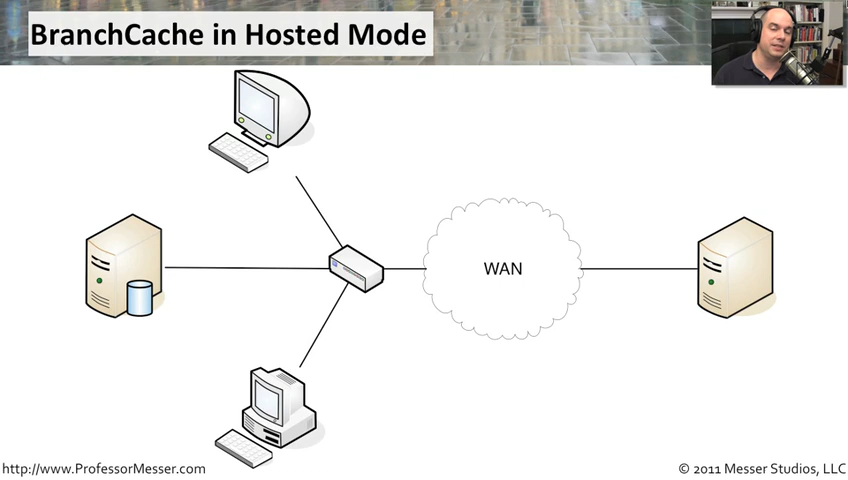 BranchCache in Hosted Mode
WAN
http://www.ProfessorMesser.com
© 2011 Messer Studios, LLC